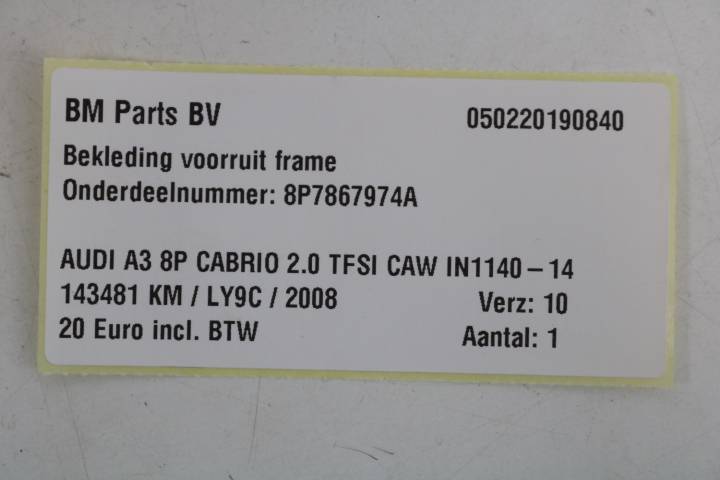 BM Parts BV 050220190840
Bekleding voorruit frame
Onderdeelnummer: 8P7867974A
AUDI A3 8P CABRIO 2.0 TFSI CAW IN1140-14
143481 KM / LY9C / 2008 Verz: 10
20 Euro incl. BTW Aantal: 1